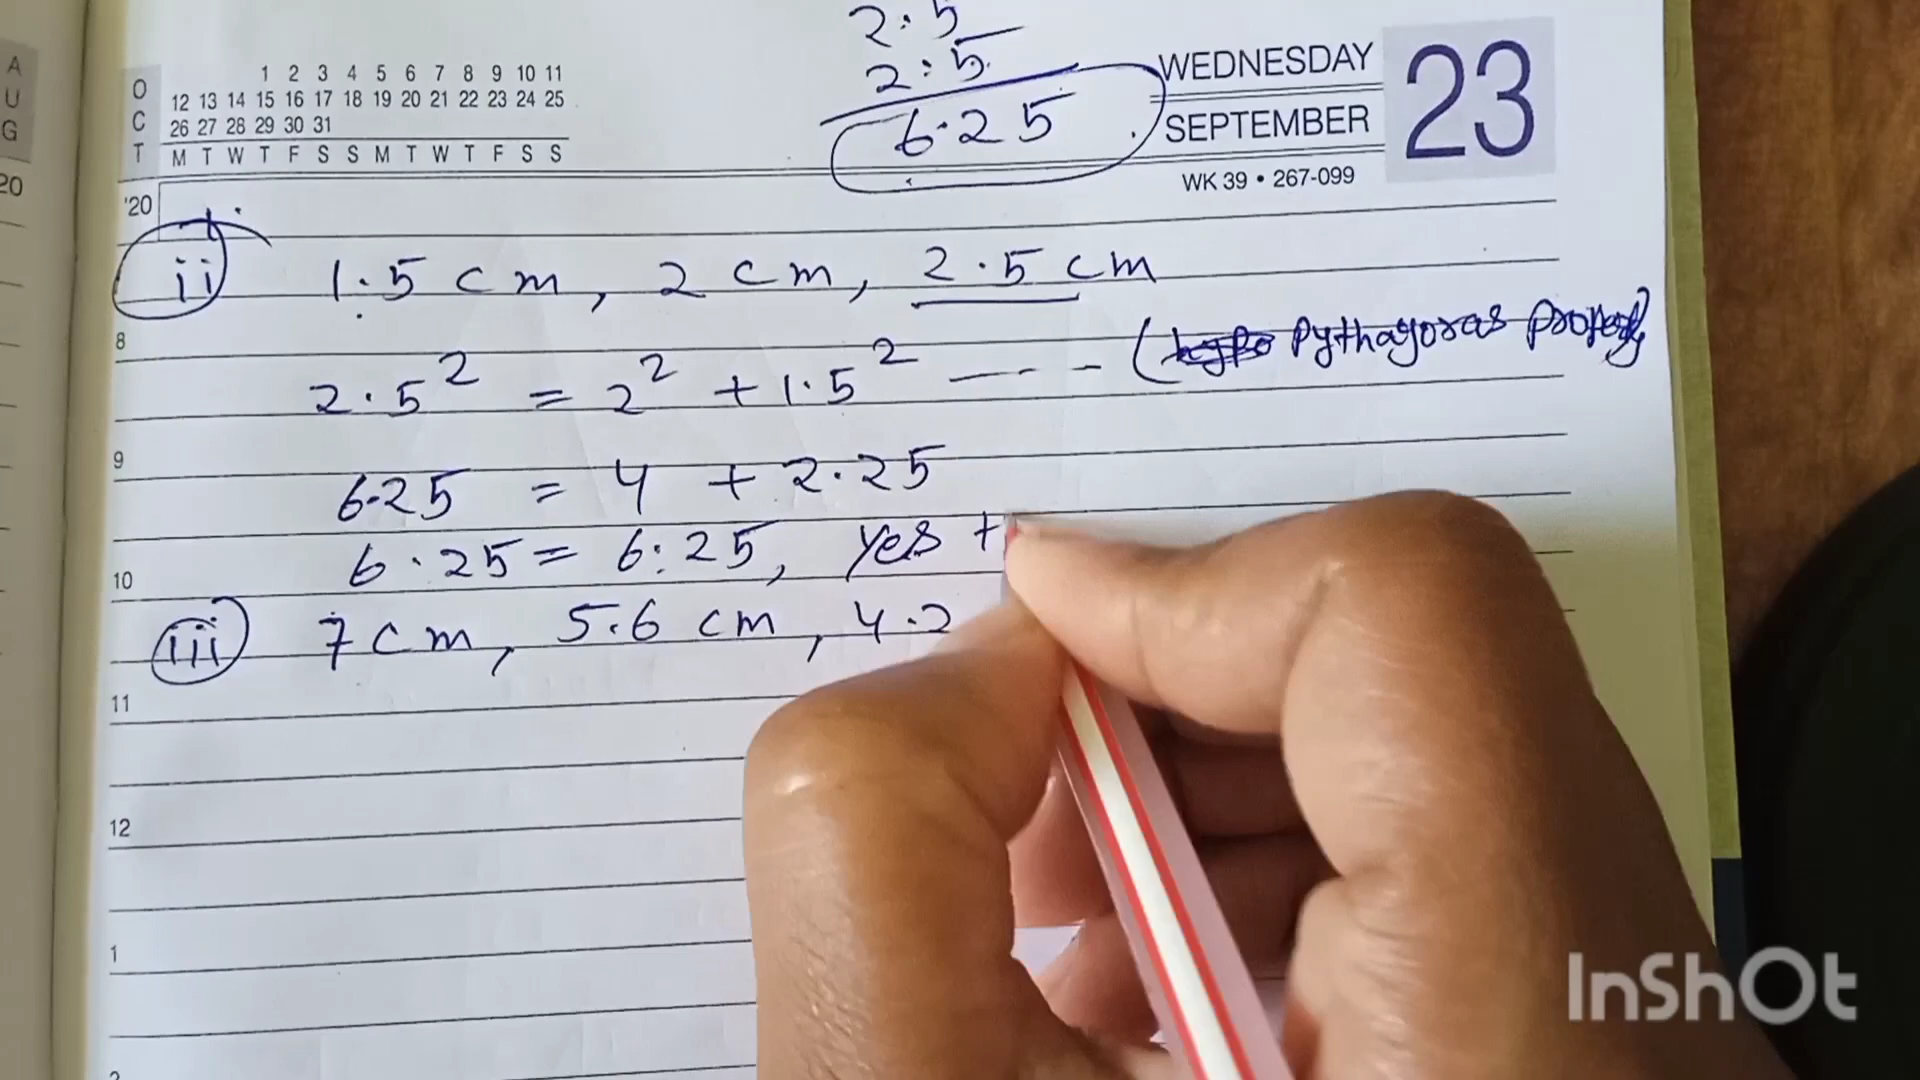 2.5
2.5
6.25
WEDNESDAY
SEPTEMBER
23
WK 39 • 267-099
OCT
1 2 3 4 5 6 7 8 9 10 11
12 13 14 15 16 17 18 19 20 21 22 23 24 25
26 27 28 29 30 31
M T W T F S S M T W T F S S
'20
AUG
20
ii 1.5 cm, 2 cm, 2.5 cm
8
2.5² = 2² + 1.5² ---- (Pythagoras
9
6.25 = 4 + 2.25
6.25 = 6.25, Yes
10
iii 7 cm, 5.6 cm, 4.2
11
12
1
InShOt